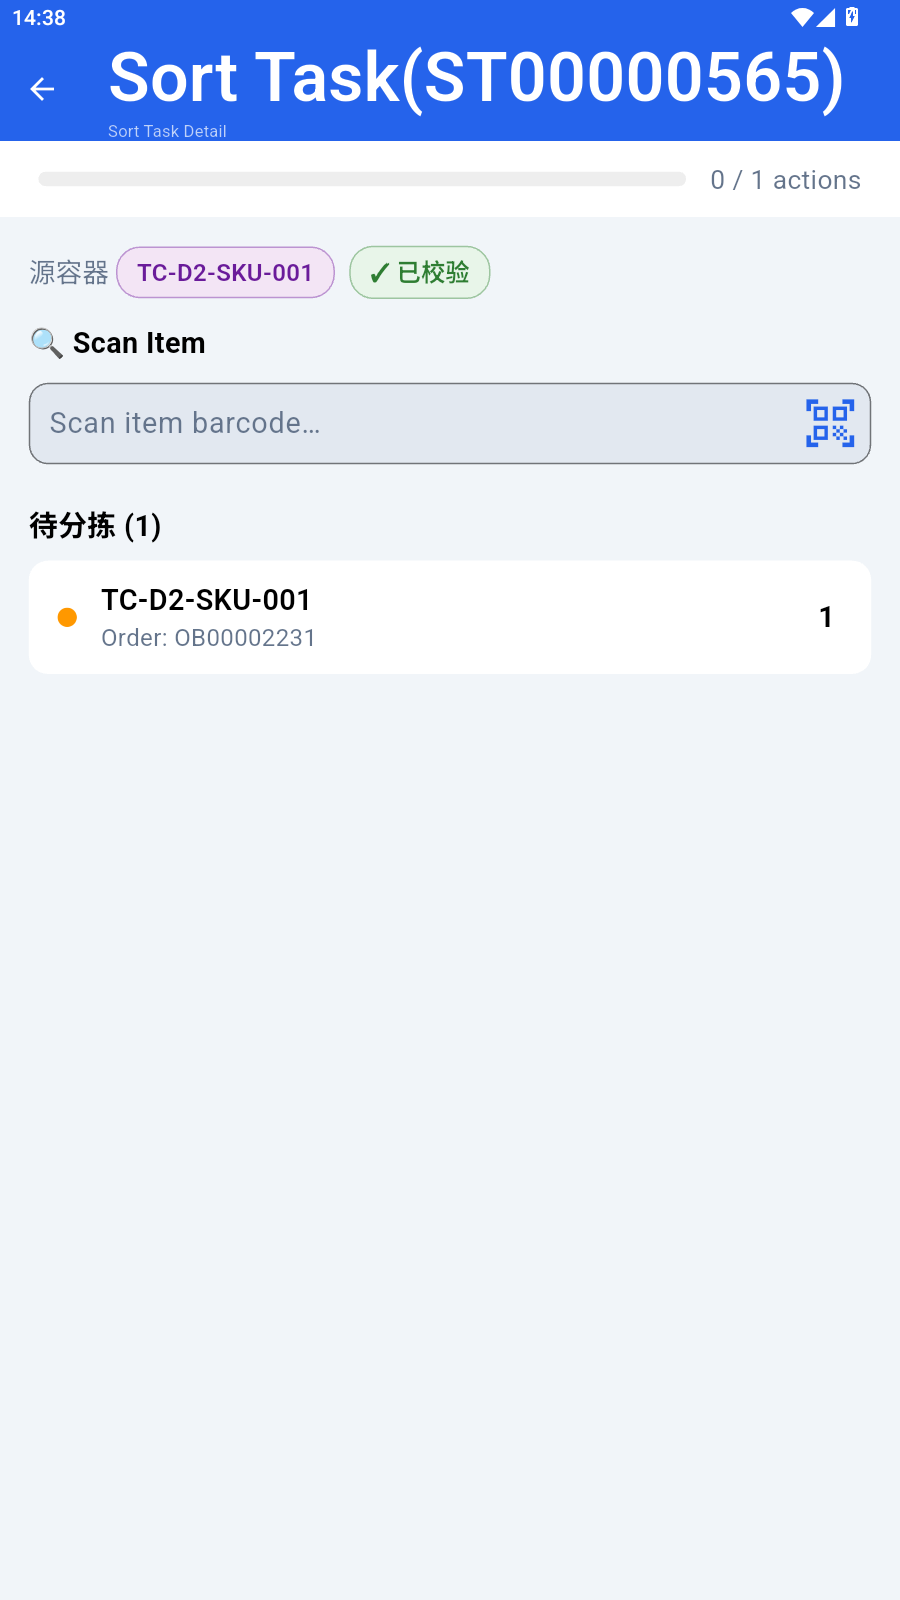 14:38
Sort Task(ST00000565)
Sort Task Detail
0 / 1 actions
源容器 TC-D2-SKU-001 ✓已校验
🔍 Scan Item
Scan item barcode…
待分拣 (1)
TC-D2-SKU-001
Order: OB00002231
1